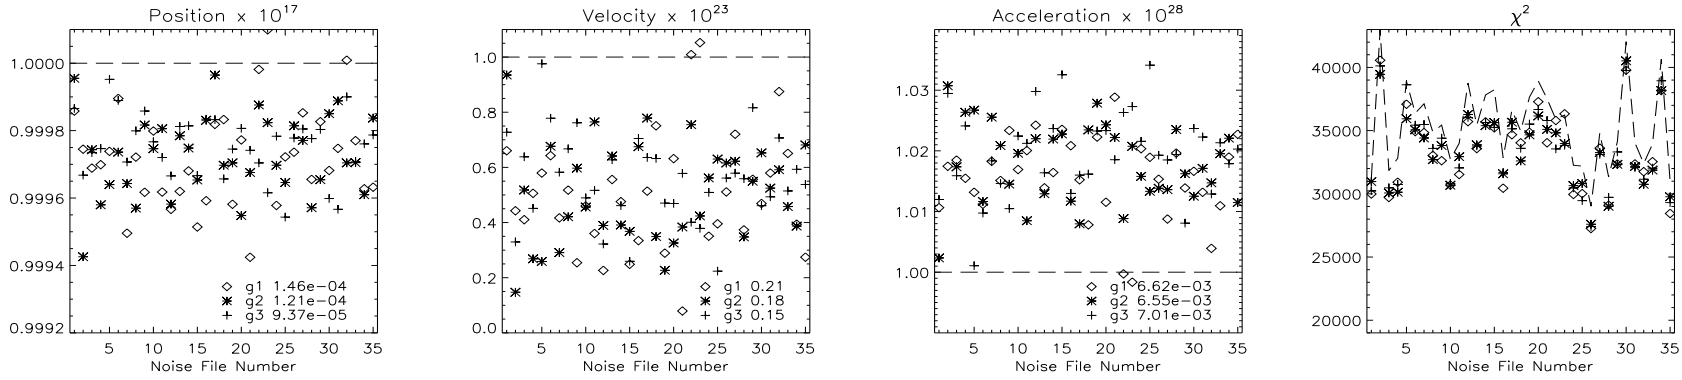 Position x 10^17
1.0000
0.9998
0.9996
0.9994
0.9992
g1 1.46e-04
g2 1.21e-04
g3 9.37e-05
5 10 15 20 25 30 35
Noise File Number
Velocity x 10^23
1.0
0.8
0.6
0.4
0.2
0.0
g1 0.21
g2 0.18
g3 0.15
5 10 15 20 25 30 35
Noise File Number
Acceleration x 10^28
1.03
1.02
1.01
1.00
g1 6.62e-03
g2 6.55e-03
g3 7.01e-03
5 10 15 20 25 30 35
Noise File Number
χ^2
40000
35000
30000
25000
20000
5 10 15 20 25 30 35
Noise File Number